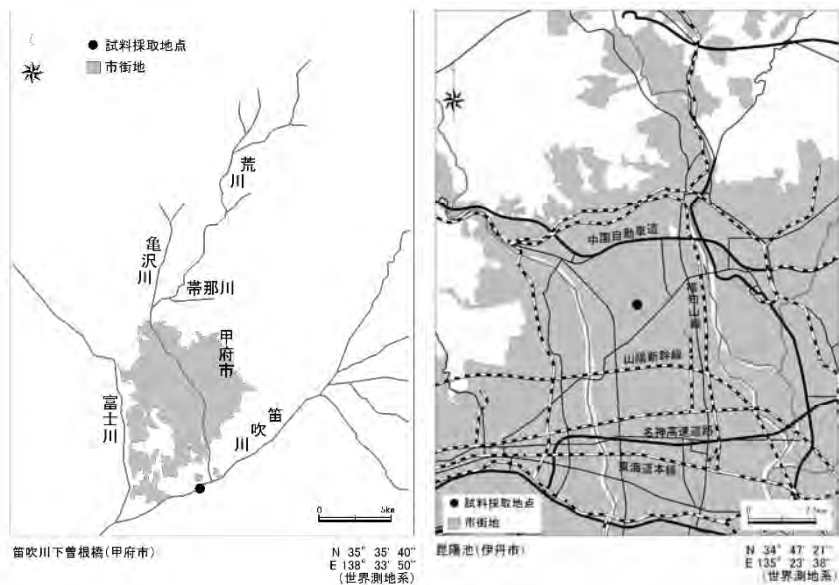 試料採取地点
市街地
荒川
亀沢川
帯那川
甲府市
富士川
笛吹川
0 5km
笛吹川下曽根橋(甲府市)
N 35° 35′ 40″
E 138° 33′ 50″
(世界測地系)
中国自動車道
福知山線
山陽新幹線
名神高速道路
東海道本線
試料採取地点
市街地
0 2.5km
昆陽池(伊丹市)
N 34° 47′ 21″
E 135° 23′ 38″
(世界測地系)